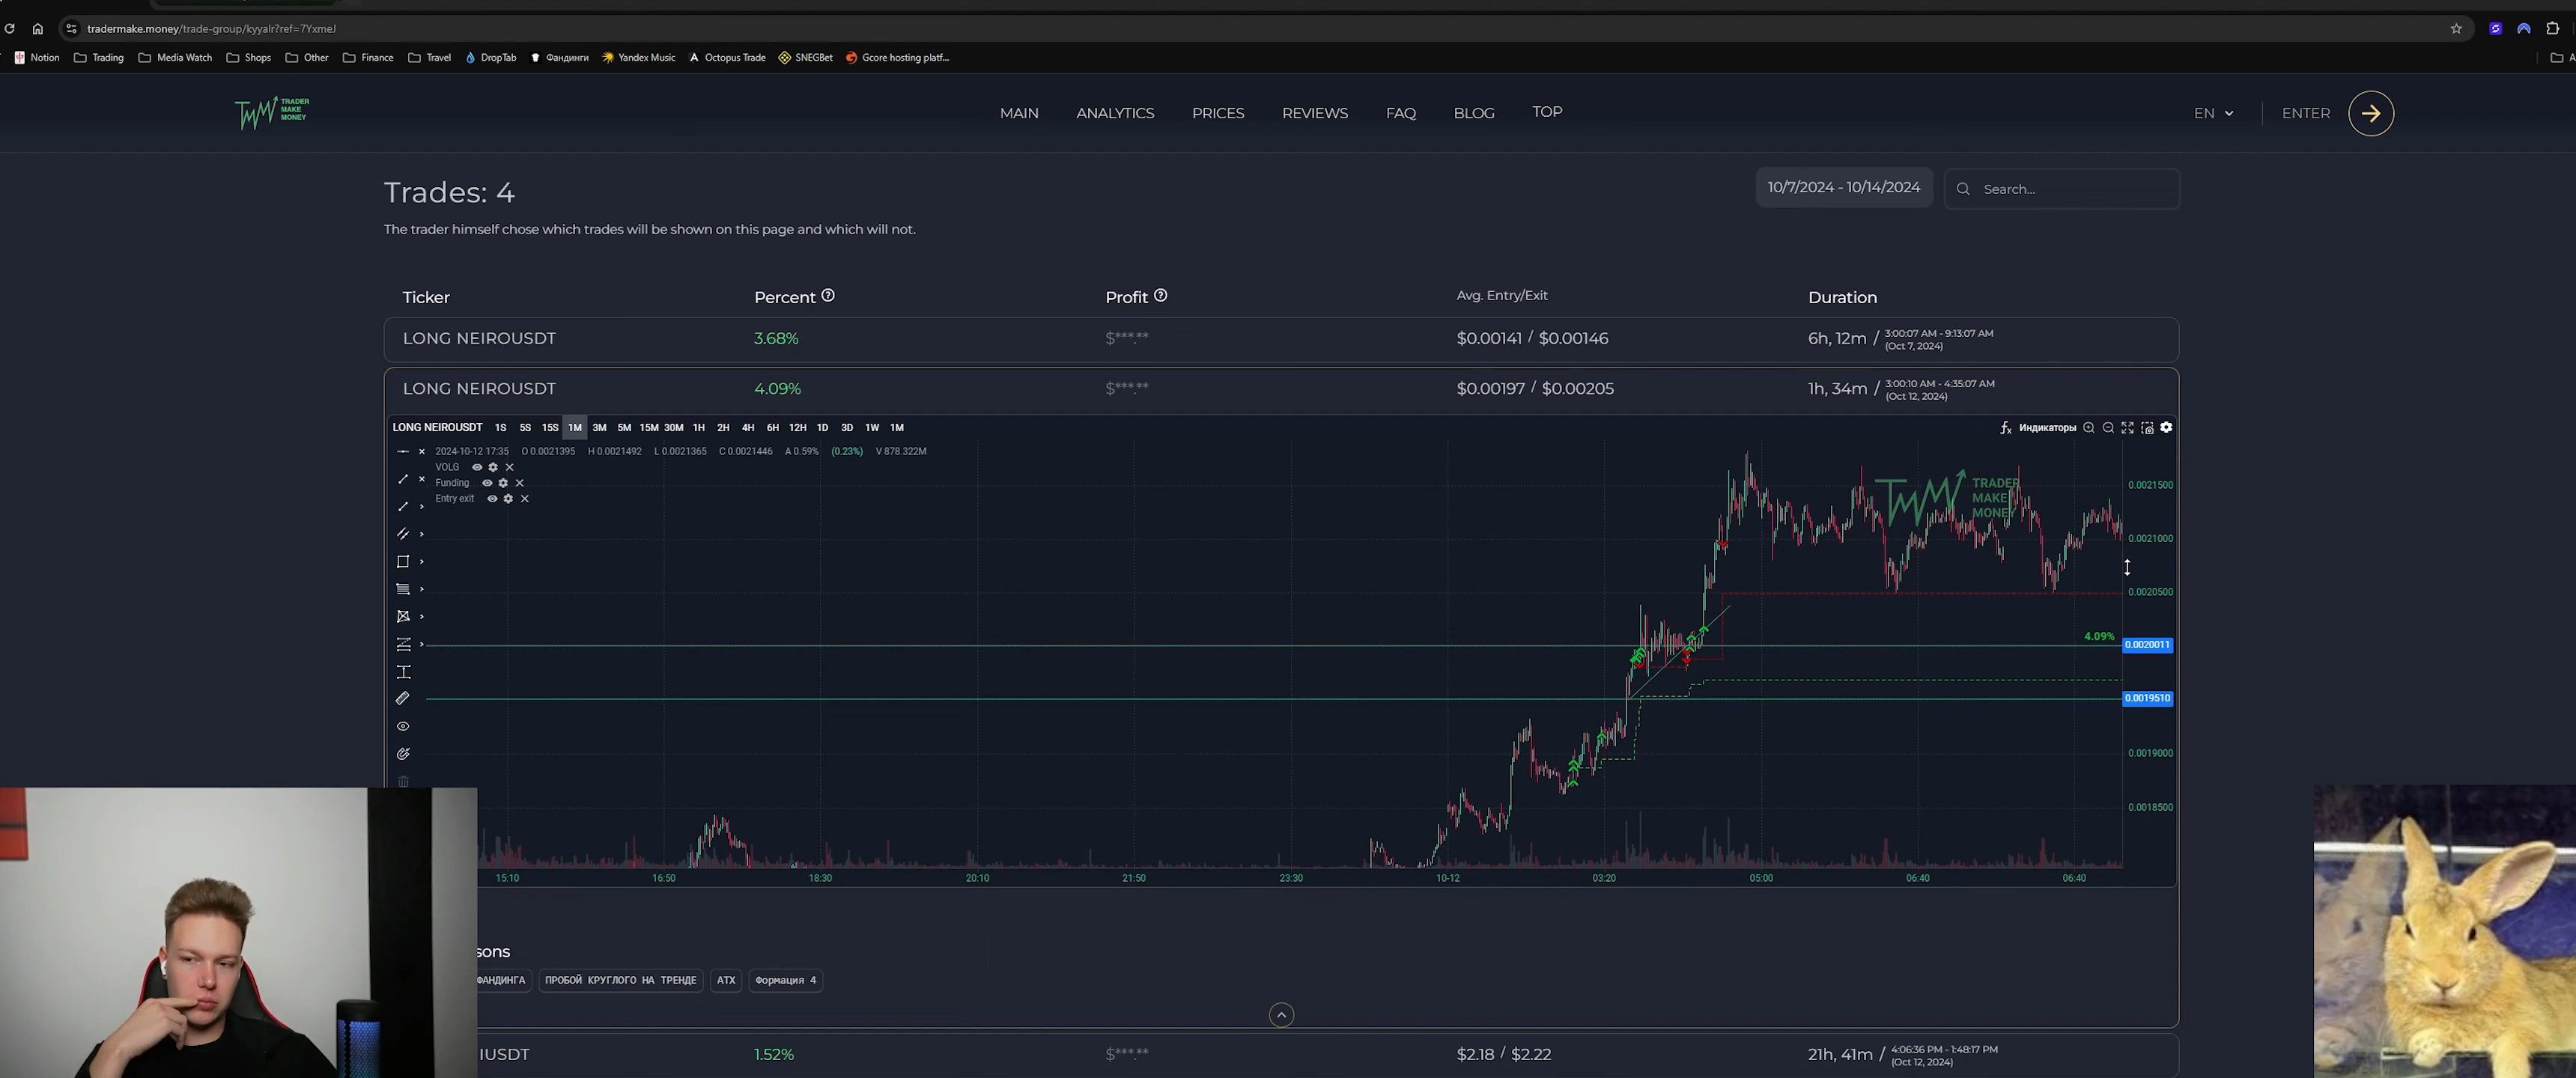 tradermake.money/trade-group/kyyalr?ref=7YxmeJ
Notion Trading Media Watch Shops Other Finance Travel DropTab Фандинги Yandex Music Octopus Trade SNEGBet Gcore hosting platf...
TRADER
MAKE
MONEY
MAIN ANALYTICS PRICES REVIEWS FAQ BLOG TOP
EN ENTER
Trades: 4
10/7/2024 - 10/14/2024 Search...
The trader himself chose which trades will be shown on this page and which will not.
Ticker Percent Profit Avg. Entry/Exit Duration
LONG NEIROUSDT 3.68% $***.** $0.00141 / $0.00146 6h, 12m / 3:00:07 AM - 9:13:07 AM
(Oct 7, 2024)
LONG NEIROUSDT 4.09% $***.** $0.00197 / $0.00205 1h, 34m / 3:00:10 AM - 4:35:07 AM
(Oct 12, 2024)
LONG NEIROUSDT 1S 5S 15S 1M 3M 5M 15M 30M 1H 2H 4H 6H 12H 1D 3D 1W 1M Индикаторы
2024-10-12 17:35 O 0.0021395 H 0.0021492 L 0.0021365 C 0.0021446 A 0.59% (0.23%) V 878.322M
VOLG
Funding
Entry exit
TRADER
MAKE
MONEY
0.0021500
0.0021000
0.0020500
4.09%
0.0020011
0.0019510
0.0019000
0.0018500
15:10 16:50 18:30 20:10 21:50 23:30 10-12 03:20 05:00 06:40 06:40
sons
ФАНДИНГА ПРОБОЙ КРУГЛОГО НА ТРЕНДЕ ATX Формация 4
IUSDT 1.52% $***.** $2.18 / $2.22 21h, 41m / 4:06:36 PM - 1:48:17 PM
(Oct 12, 2024)